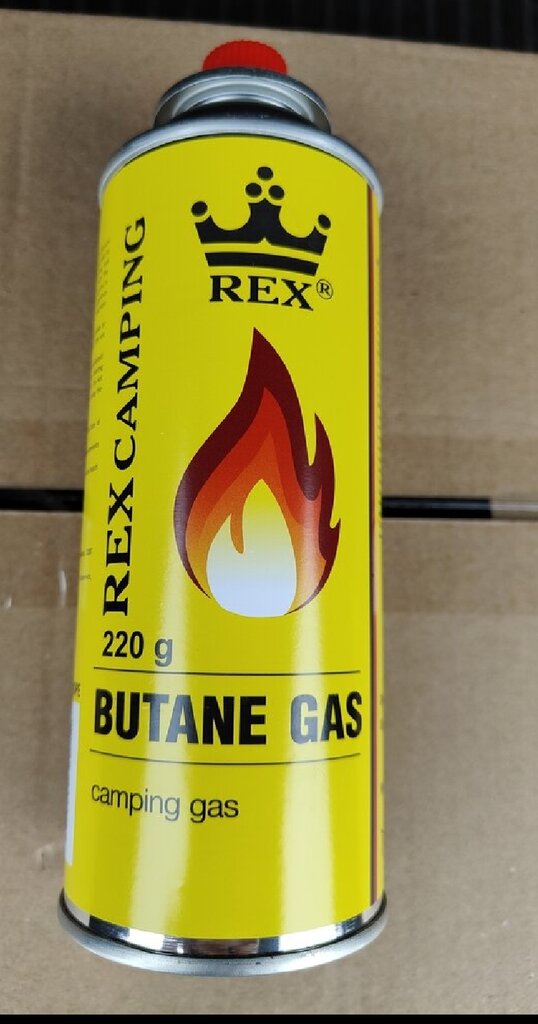 REX®
REX CAMPING
220 g
BUTANE GAS
camping gas